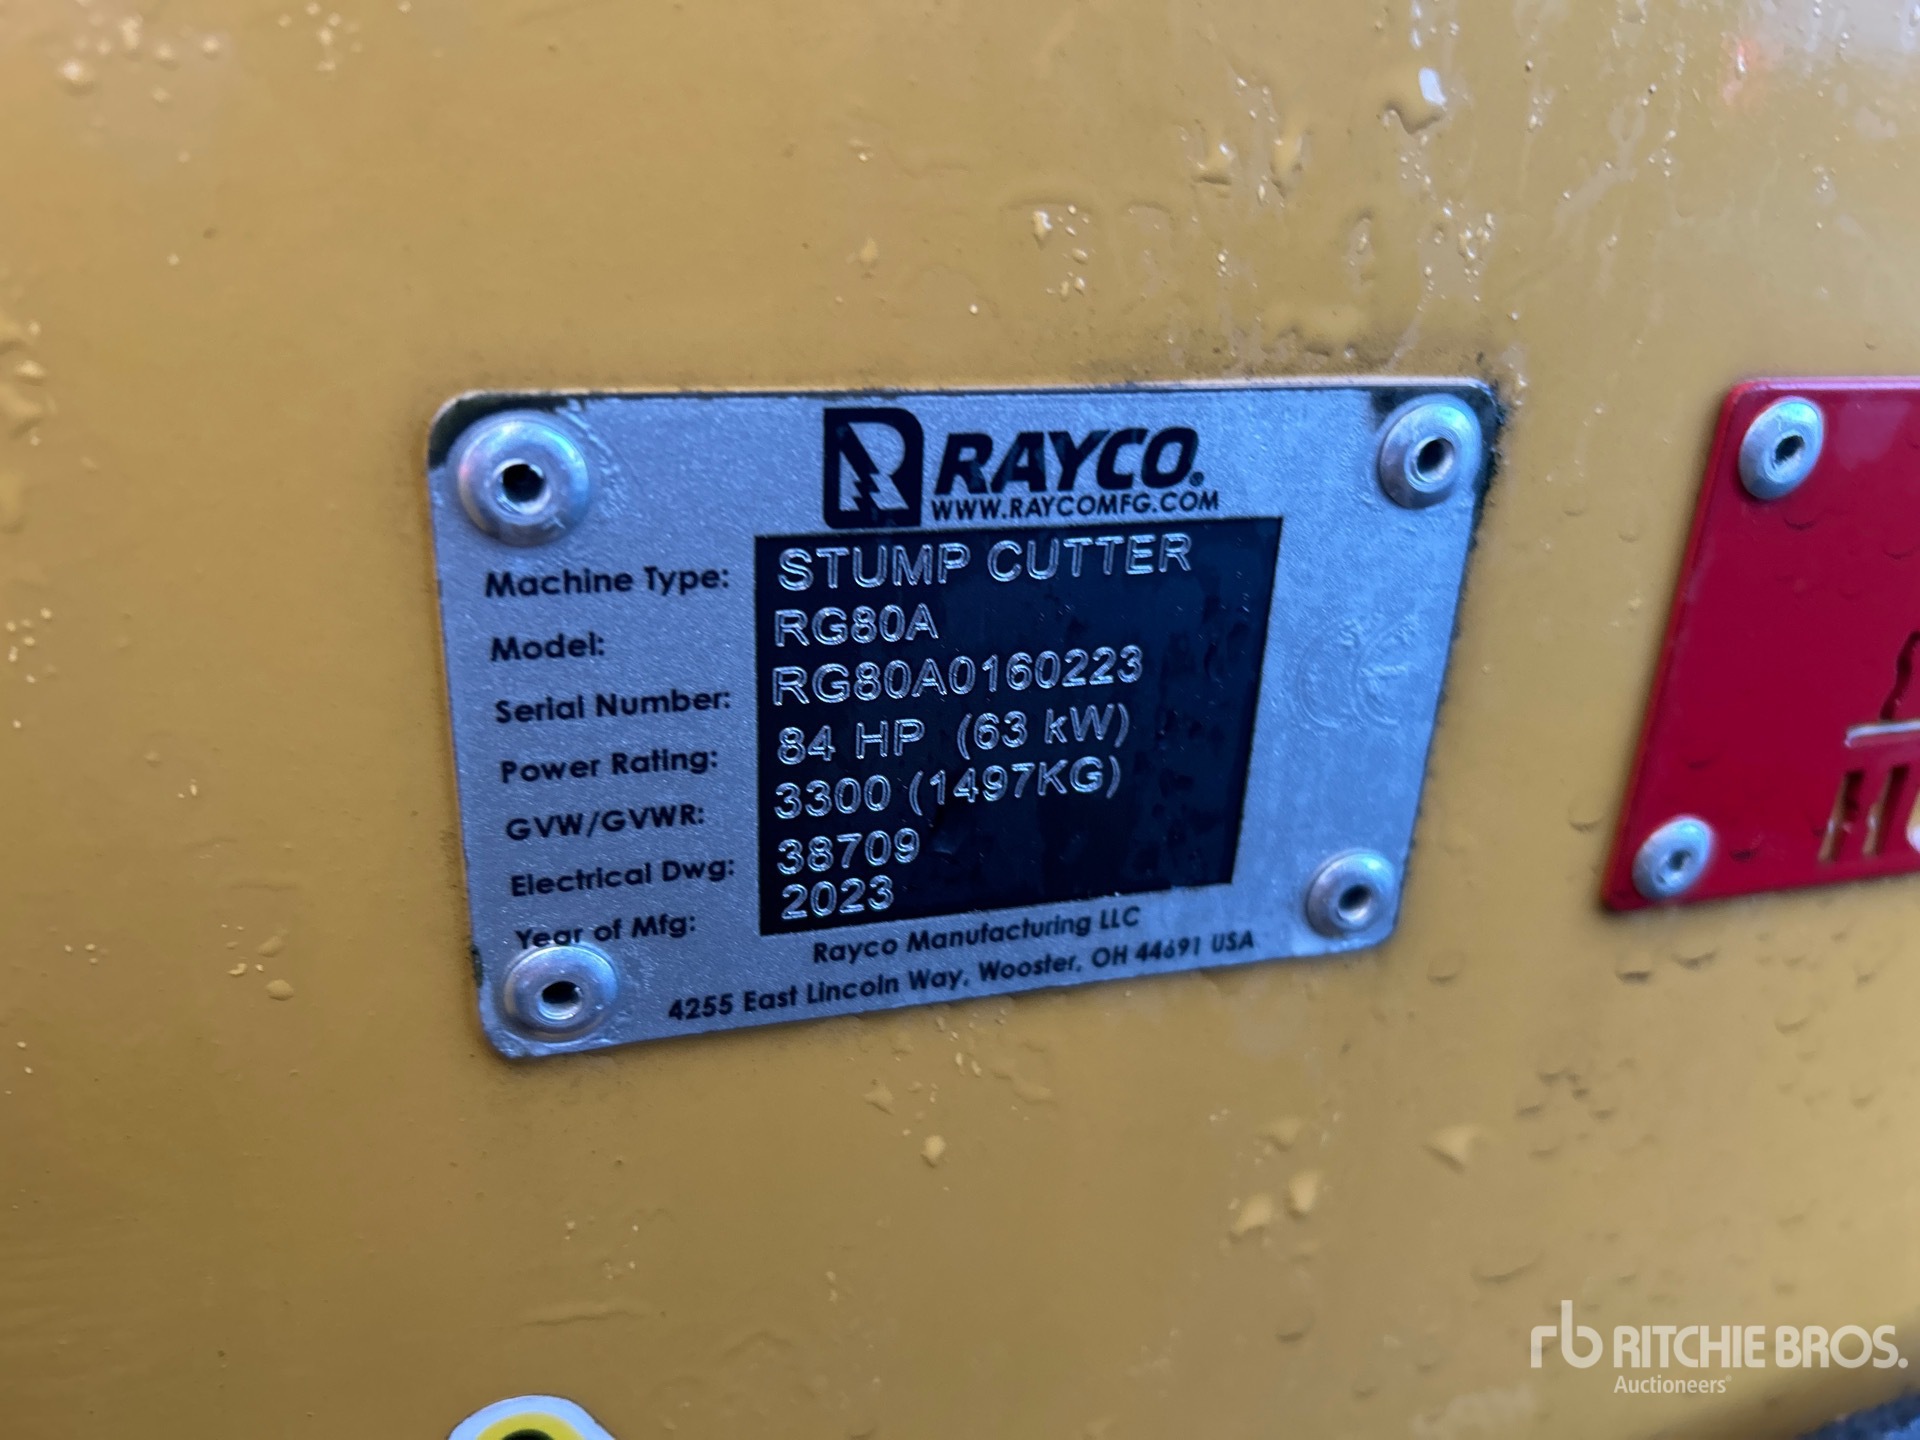 RAYCO.
WWW.RAYCOMFG.COM
Machine Type: STUMP CUTTER
Model: RG80A
Serial Number: RG80A0160223
Power Rating: 84 HP (63 kW)
GVW/GVWR: 3300 (1497KG)
Electrical Dwg: 38709
Year of Mfg: 2023
Rayco Manufacturing LLC
4255 East Lincoln Way, Wooster, OH 44691 USA
rb RITCHIE BROS.
Auctioneers